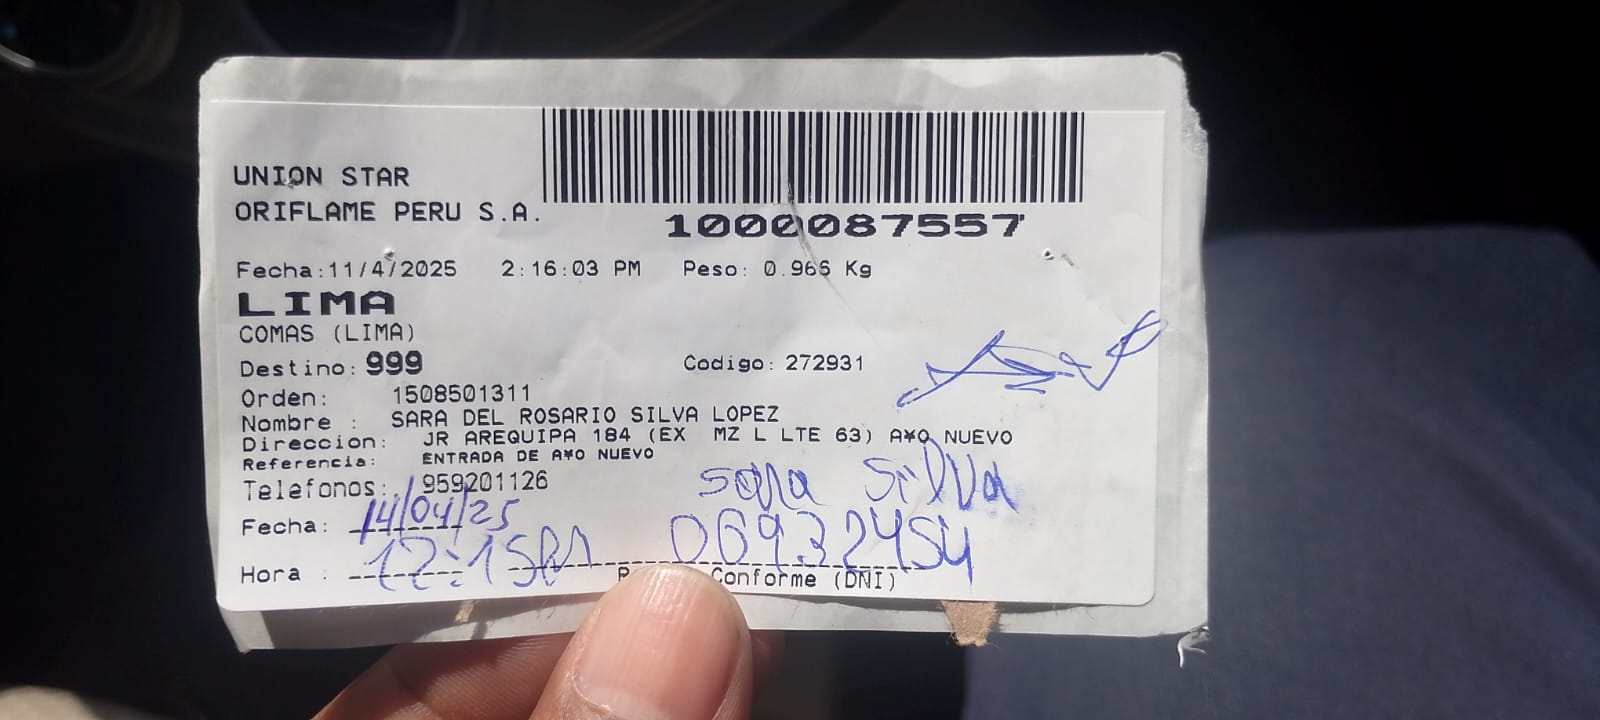 UNION STAR
ORIFLAME PERU S.A.
1000087557
Fecha:11/4/2025 2:16:03 PM Peso: 0.966 Kg
LIMA
COMAS (LIMA)
Destino: 999 Codigo: 272931
Orden: 1508501311
Nombre : SARA DEL ROSARIO SILVA LOPEZ
Direccion: JR AREQUIPA 184 (EX MZ L LTE 63) A¥O NUEVO
Referencia: ENTRADA DE A¥O NUEVO
Telefonos: 959201126
sara silva
Fecha: 14/04/25
Hora : 12:15 06932454
Conforme (DNI)